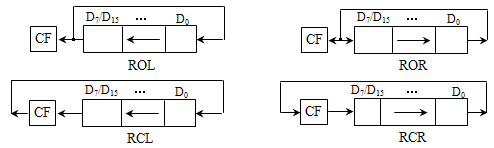 D7/D15 ... D0
CF
ROL
D7/D15 ... D0
CF
ROR
D7/D15 ... D0
CF
RCL
D7/D15 ... D0
CF
RCR